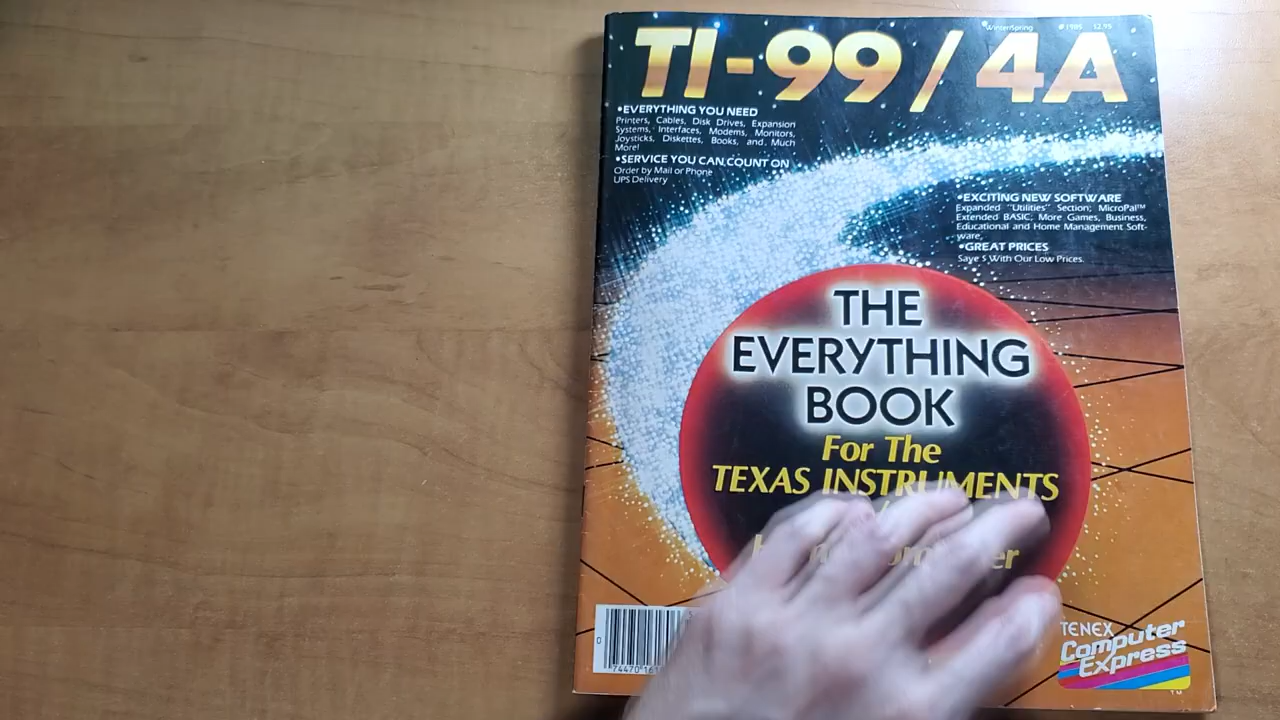 Winter/Spring © 1985 $2.95
TI-99/4A
•EVERYTHING YOU NEED
Printers, Cables, Disk Drives, Expansion
Systems, Interfaces, Modems, Monitors,
Joysticks, Diskettes, Books, and Much
More!
•SERVICE YOU CAN COUNT ON
Order by Mail or Phone
UPS Delivery
•EXCITING NEW SOFTWARE
Expanded "Utilities" Section; MicroPal™
Extended BASIC; More Games, Business,
Educational and Home Management Soft-
ware,
•GREAT PRICES
Save $ With Our Low Prices.
THE
EVERYTHING
BOOK
For The
TEXAS INSTRUMENTS
TENEX
Computer
Express
TM